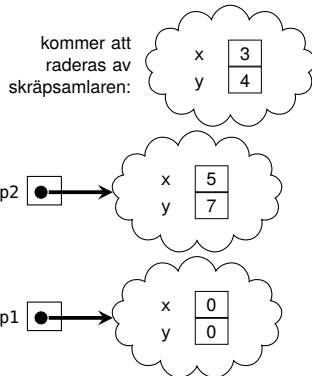 kommer att
raderas av
skräpsamlaren:
x 3
y 4
p2
x 5
y 7
p1
x 0
y 0